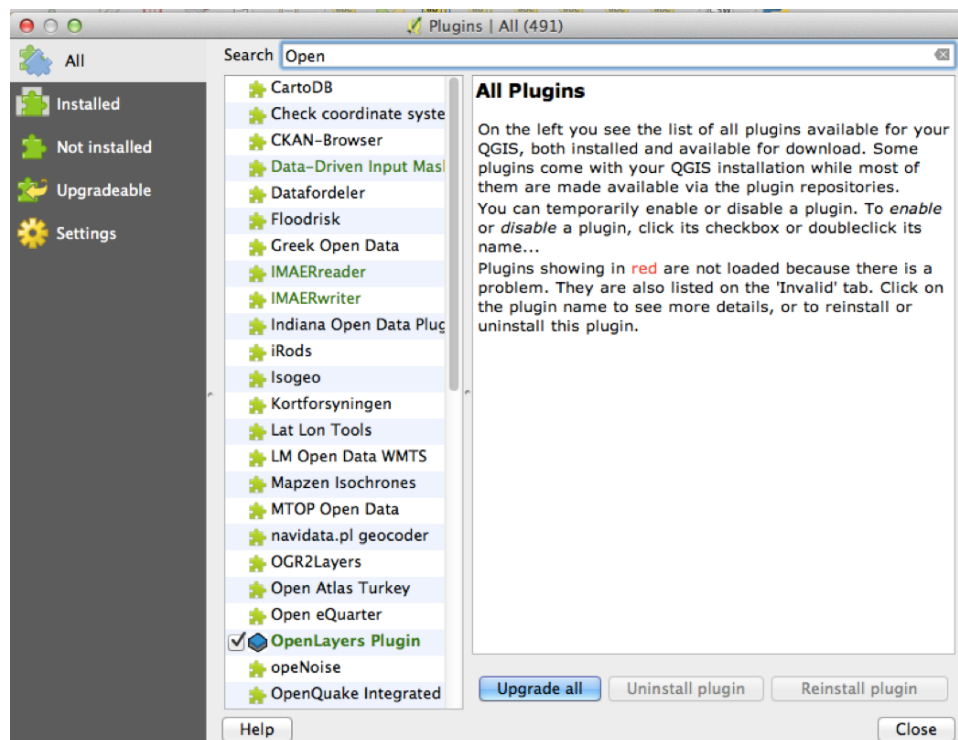 Plugins | All (491)
All
Installed
Not installed
Upgradeable
Settings
Search Open
CartoDB
Check coordinate syste
CKAN-Browser
Data-Driven Input Mas
Datafordeler
Floodrisk
Greek Open Data
IMAERreader
IMAERwriter
Indiana Open Data Plug
iRods
Isogeo
Kortforsyningen
Lat Lon Tools
LM Open Data WMTS
Mapzen Isochrones
MTOP Open Data
navidata.pl geocoder
OGR2Layers
Open Atlas Turkey
Open eQuarter
OpenLayers Plugin
opeNoise
OpenQuake Integrated
All Plugins
On the left you see the list of all plugins available for your
QGIS, both installed and available for download. Some
plugins come with your QGIS installation while most of
them are made available via the plugin repositories.
You can temporarily enable or disable a plugin. To enable
or disable a plugin, click its checkbox or doubleclick its
name...
Plugins showing in red are not loaded because there is a
problem. They are also listed on the 'Invalid' tab. Click on
the plugin name to see more details, or to reinstall or
uninstall this plugin.
Upgrade all
Uninstall plugin
Reinstall plugin
Help
Close